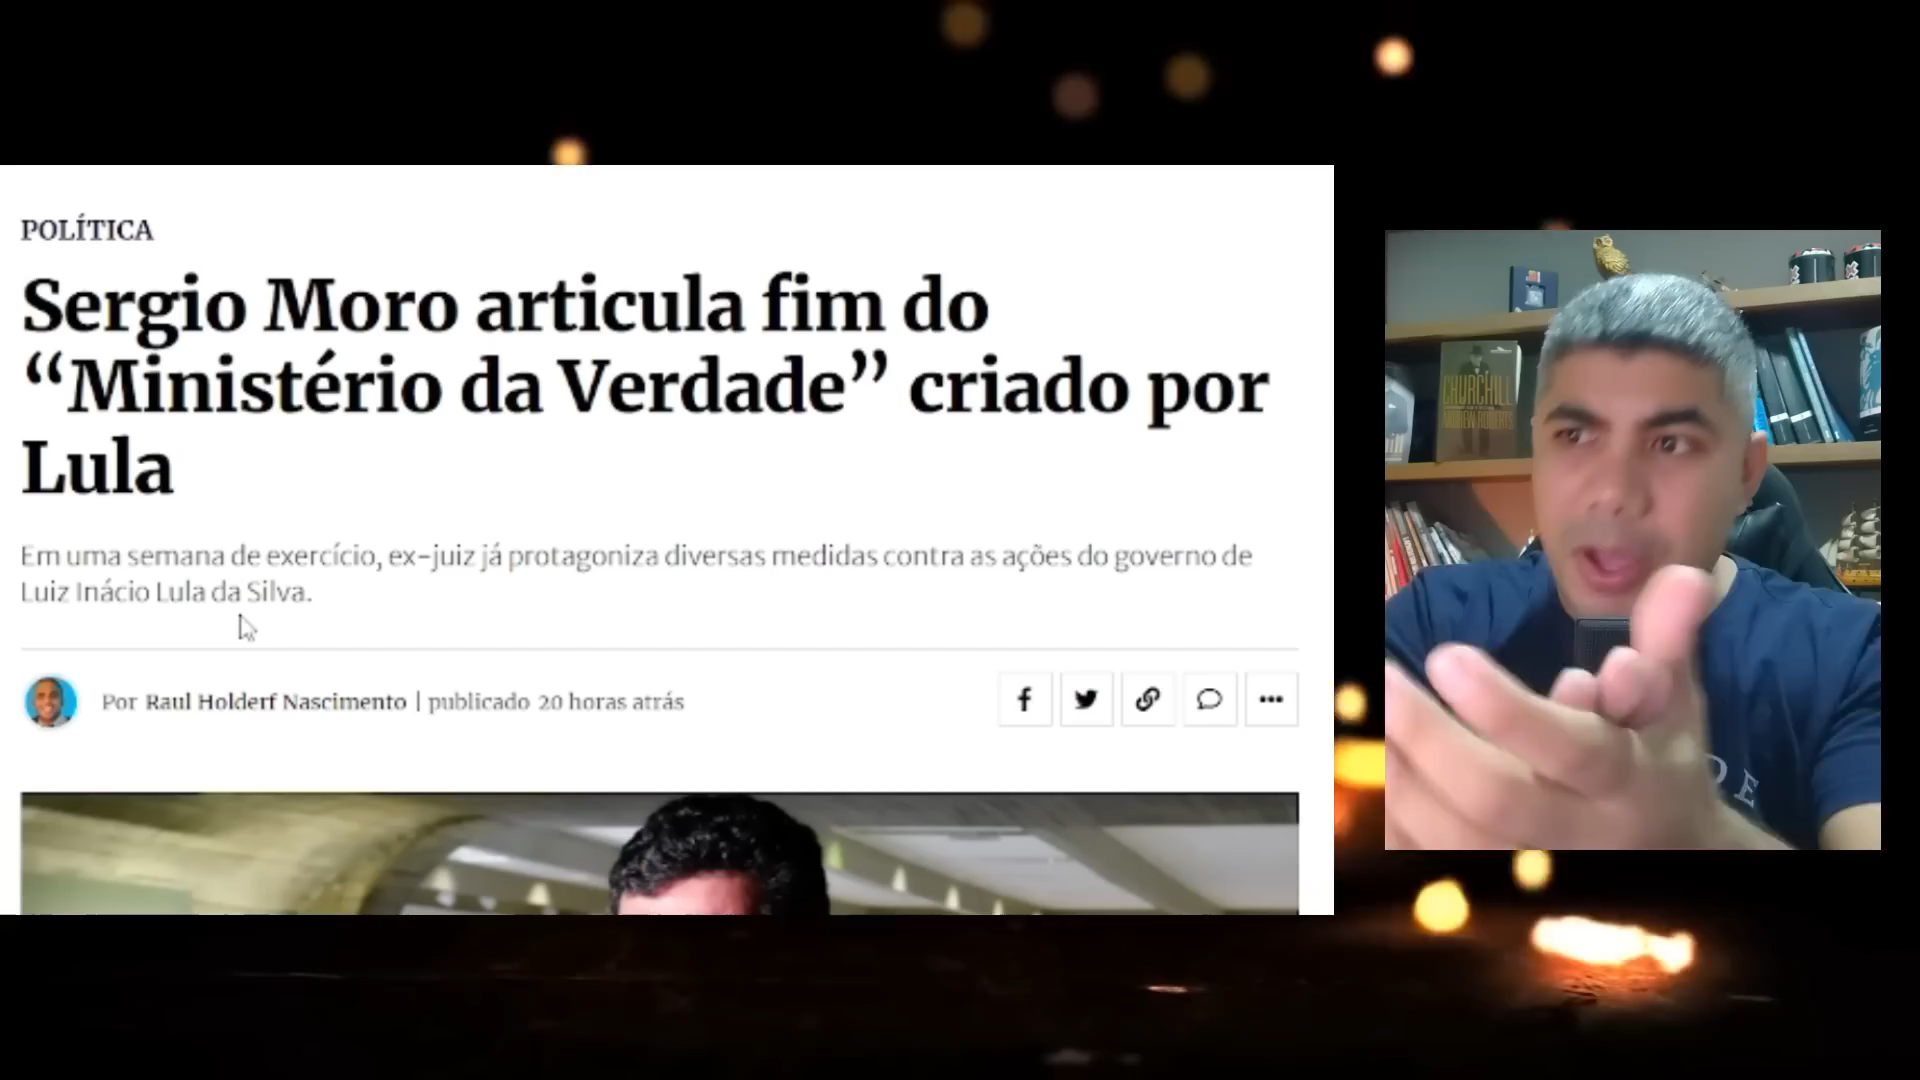 POLÍTICA
Sergio Moro articula fim do
“Ministério da Verdade” criado por
Lula
Em uma semana de exercício, ex-juiz já protagoniza diversas medidas contra as ações do governo de
Luiz Inácio Lula da Silva.
Por Raul Holderf Nascimento | publicado 20 horas atrás
CHURCHILL
ANDREW ROBERTS
DE